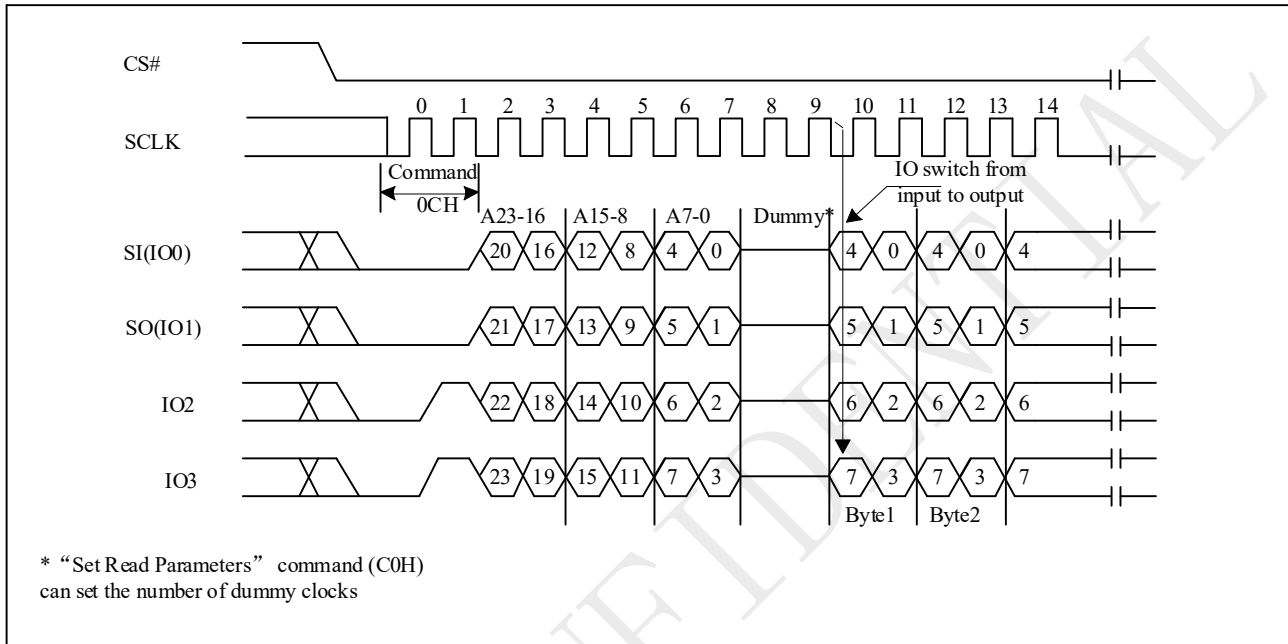 CS#
0 1 2 3 4 5 6 7 8 9 10 11 12 13 14
SCLK
Command
0CH
IO switch from
input to output
A23-16 A15-8 A7-0 Dummy*
SI(IO0) 20 16 12 8 4 0 4 0 4 0 4
SO(IO1) 21 17 13 9 5 1 5 1 5 1 5
IO2 22 18 14 10 6 2 6 2 6 2 6
IO3 23 19 15 11 7 3 7 3 7 3 7
Byte1 Byte2
* “Set Read Parameters” command (C0H)
can set the number of dummy clocks
FIDENTIAL